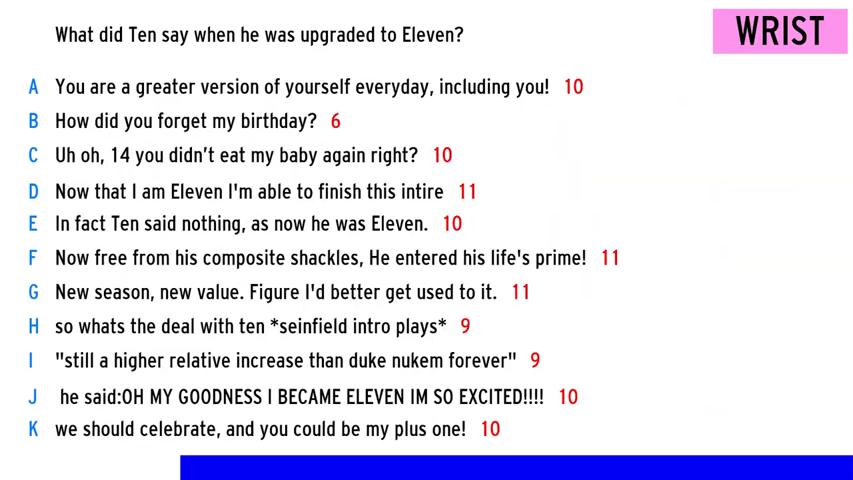 What did Ten say when he was upgraded to Eleven?
WRIST
A You are a greater version of yourself everyday, including you! 10
B How did you forget my birthday? 6
C Uh oh, 14 you didn't eat my baby again right? 10
D Now that I am Eleven I'm able to finish this intire 11
E In fact Ten said nothing, as now he was Eleven. 10
F Now free from his composite shackles, He entered his life's prime! 11
G New season, new value. Figure I'd better get used to it. 11
H so whats the deal with ten *seinfield intro plays* 9
I "still a higher relative increase than duke nukem forever" 9
J he said:OH MY GOODNESS I BECAME ELEVEN IM SO EXCITED!!!! 10
K we should celebrate, and you could be my plus one! 10